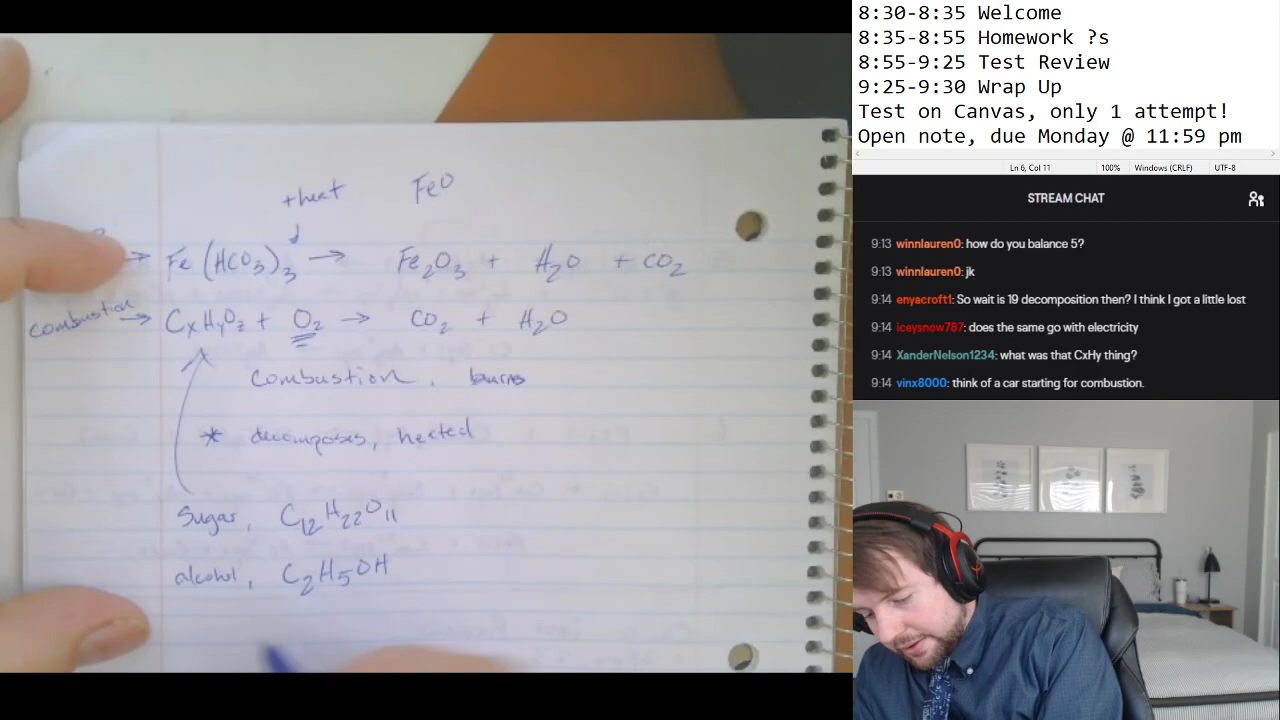 +heat FeO
Fe(HCO3)3 → Fe2O3 + H2O + CO2
combustion → CxHyOz + O2 → CO2 + H2O
combustion, burns
* decomposes, heated
Sugar, C12H22O11
alcohol, C2H5OH
8:30-8:35 Welcome
8:35-8:55 Homework ?s
8:55-9:25 Test Review
9:25-9:30 Wrap Up
Test on Canvas, only 1 attempt!
Open note, due Monday @ 11:59 pm
Ln 6, Col 11 100% Windows (CRLF) UTF-8
STREAM CHAT
9:13 winnlauren0: how do you balance 5?
9:13 winnlauren0: jk
9:14 enyacroft1: So wait is 19 decomposition then? I think I got a little lost
9:14 iceysnow787: does the same go with electricity
9:14 XanderNelson1234: what was that CxHy thing?
9:14 vinx8000: think of a car starting for combustion.